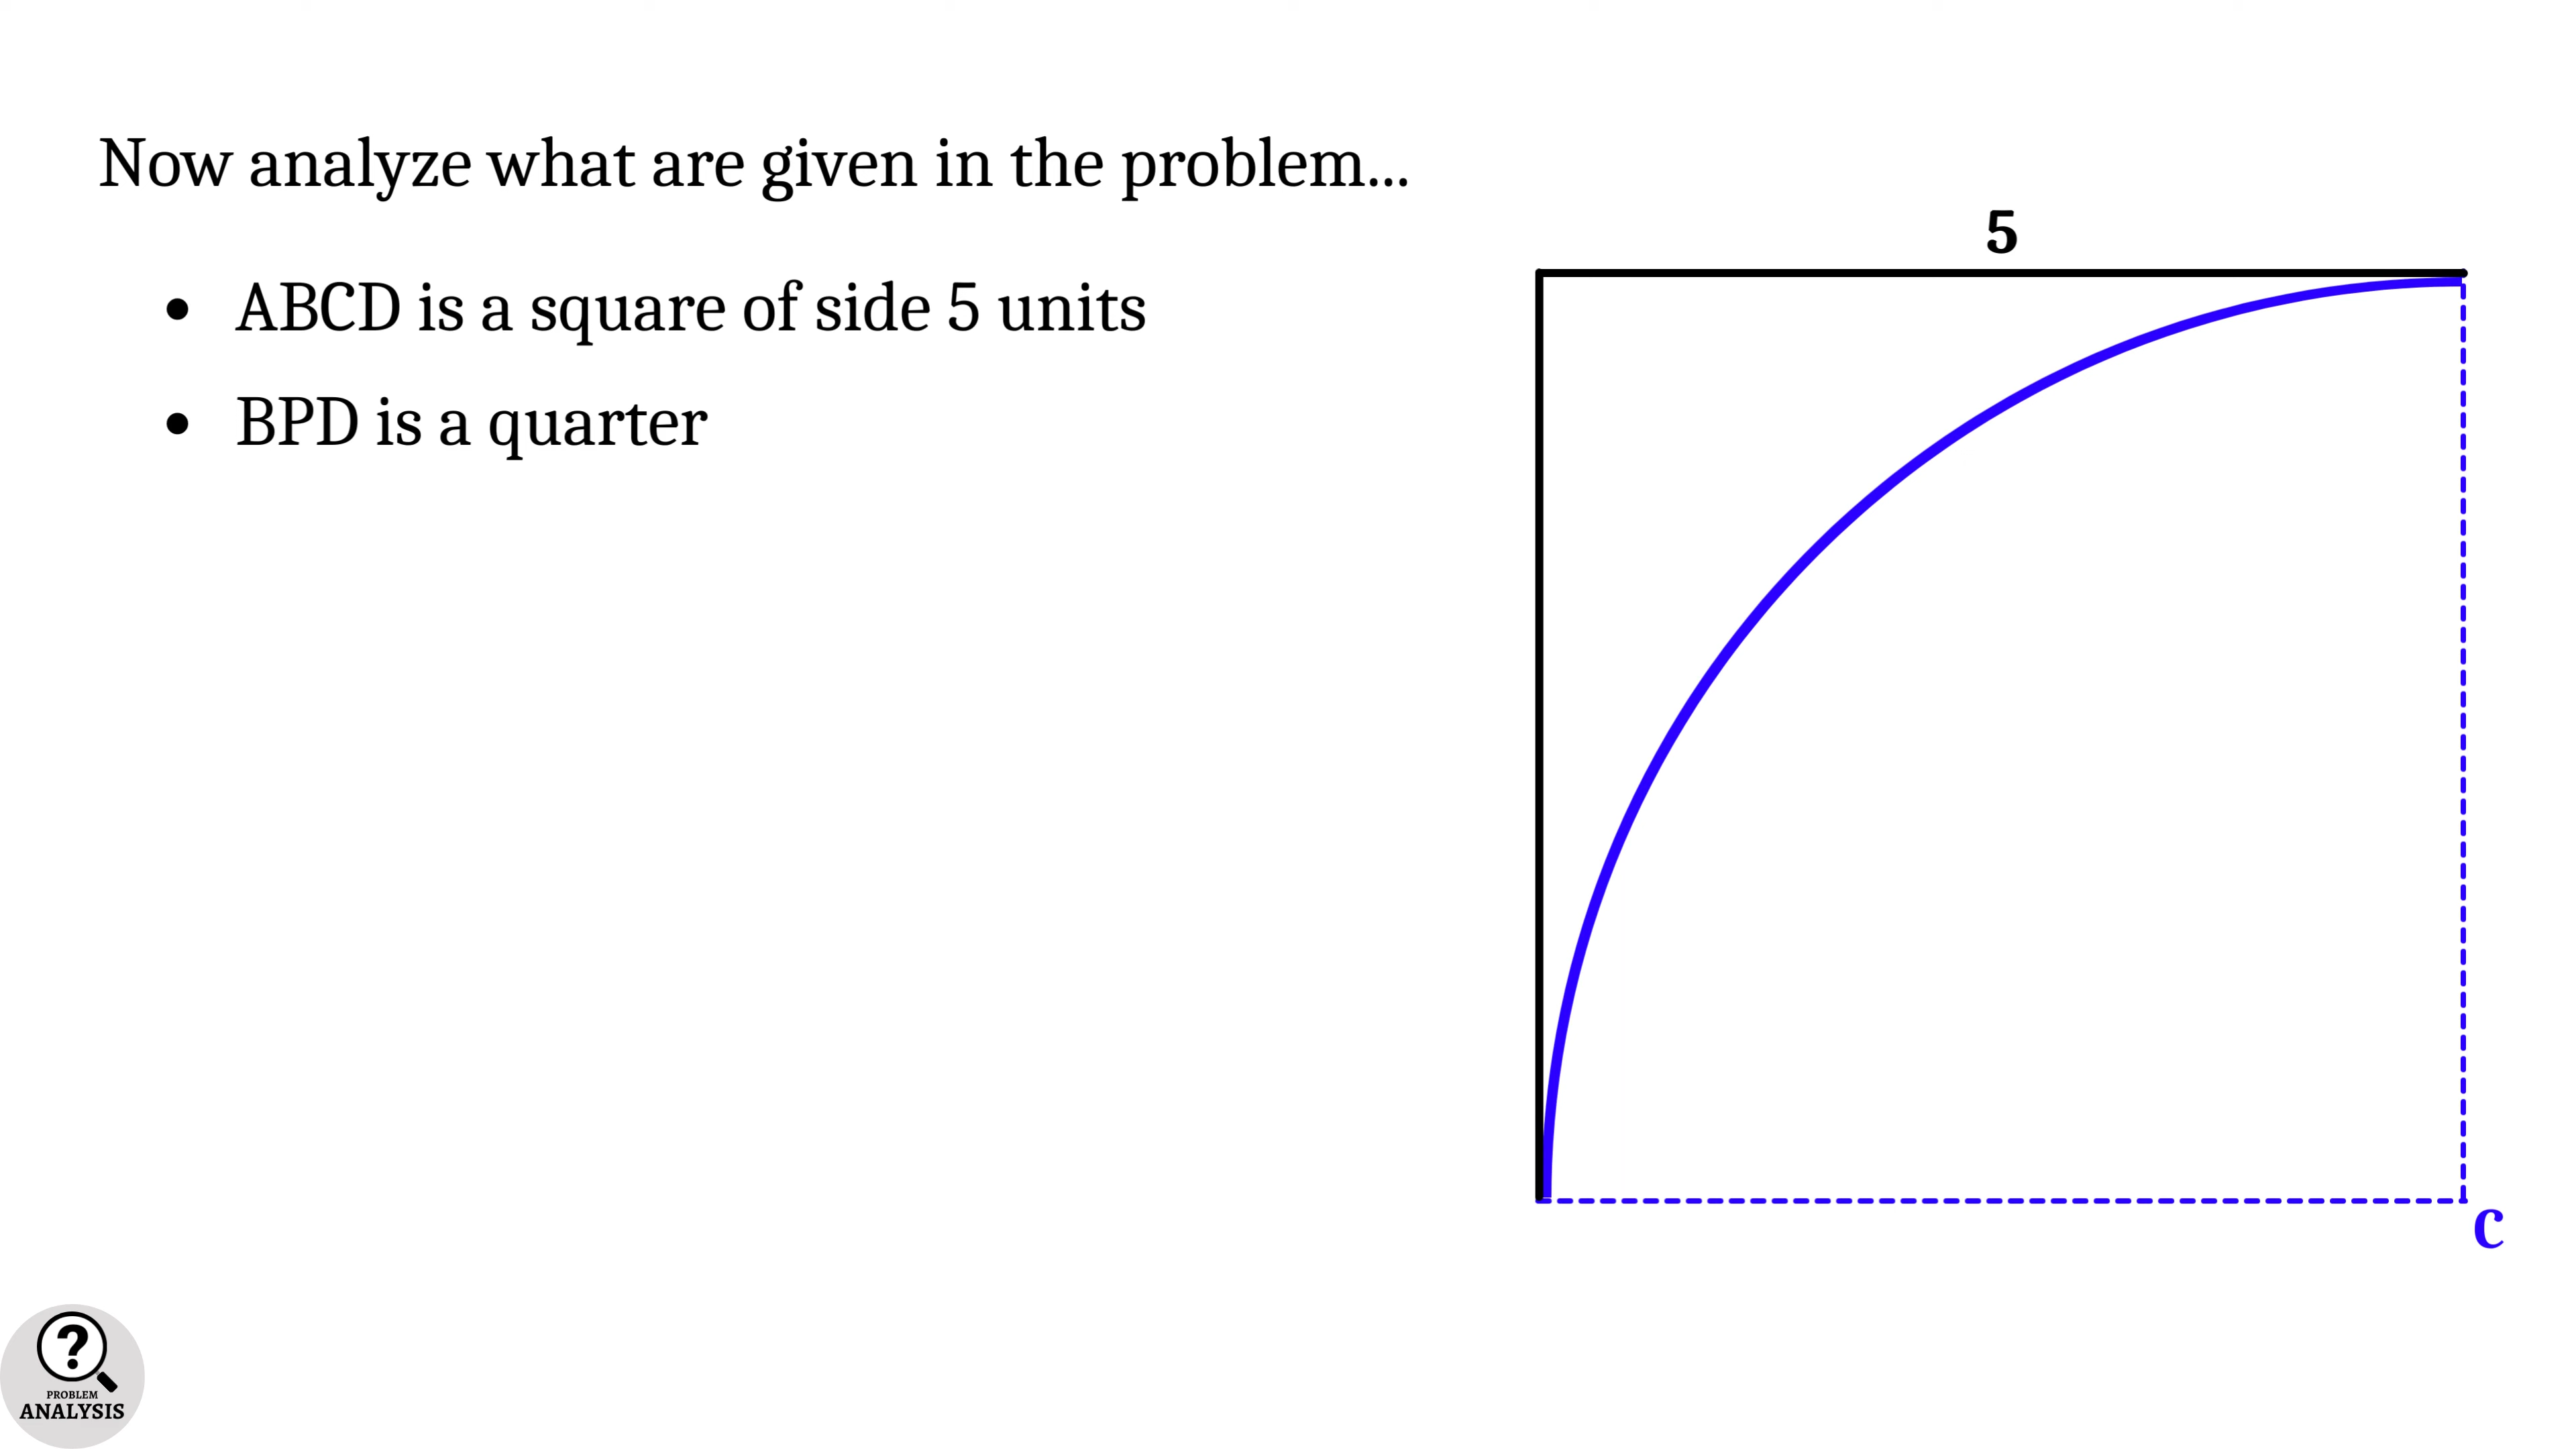 Now analyze what are given in the problem...
• ABCD is a square of side 5 units
• BPD is a quarter
5
C
?
PROBLEM
ANALYSIS